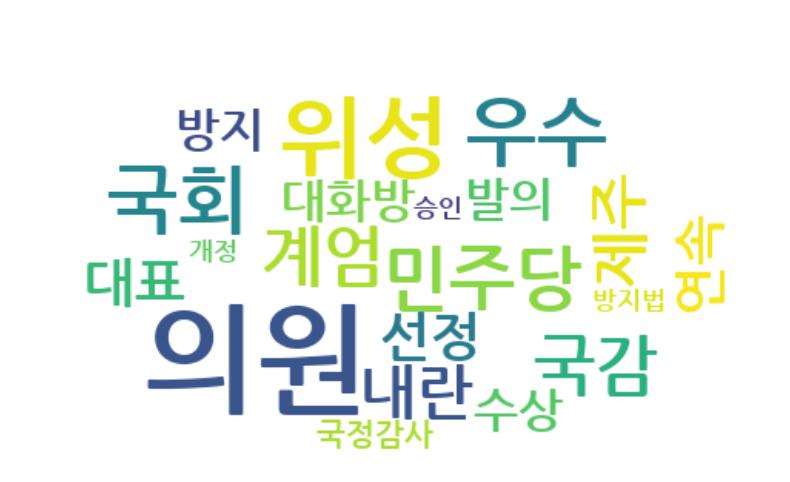 방지 위성 우수
국회 대화방 승인 발의 제주
개정 계엄 민주당 연속
대표 방지법
의원 선정 국감
내란 수상
국정감사